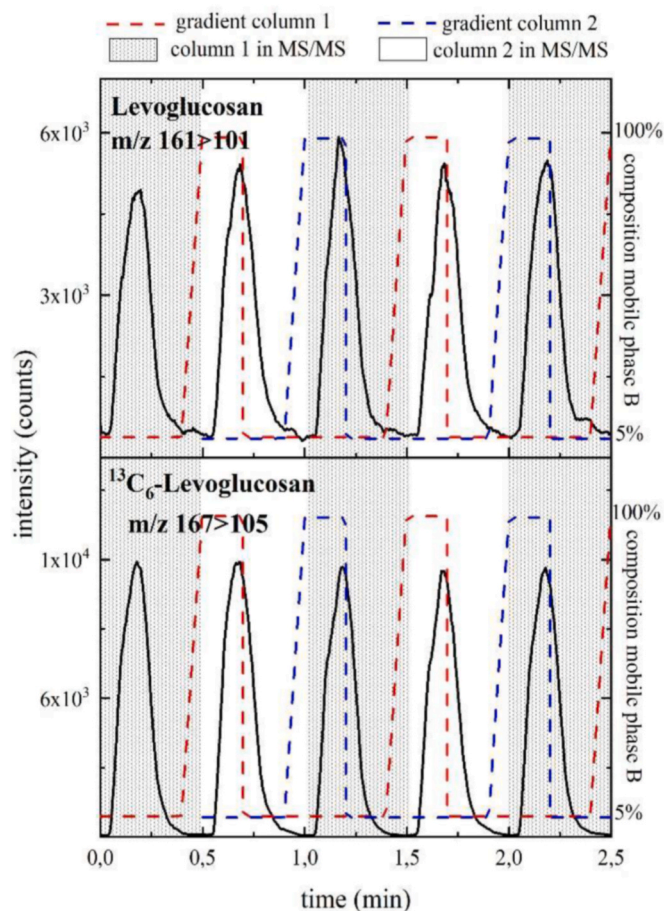 gradient column 1
gradient column 2
column 1 in MS/MS
column 2 in MS/MS
Levoglucosan
m/z 161>101
6x10³
3x10³
100%
5%
composition mobile phase B
intensity (counts)
¹³C₆-Levoglucosan
m/z 167>105
1x10⁴
6x10³
100%
5%
composition mobile phase B
0,0 0,5 1,0 1,5 2,0 2,5
time (min)